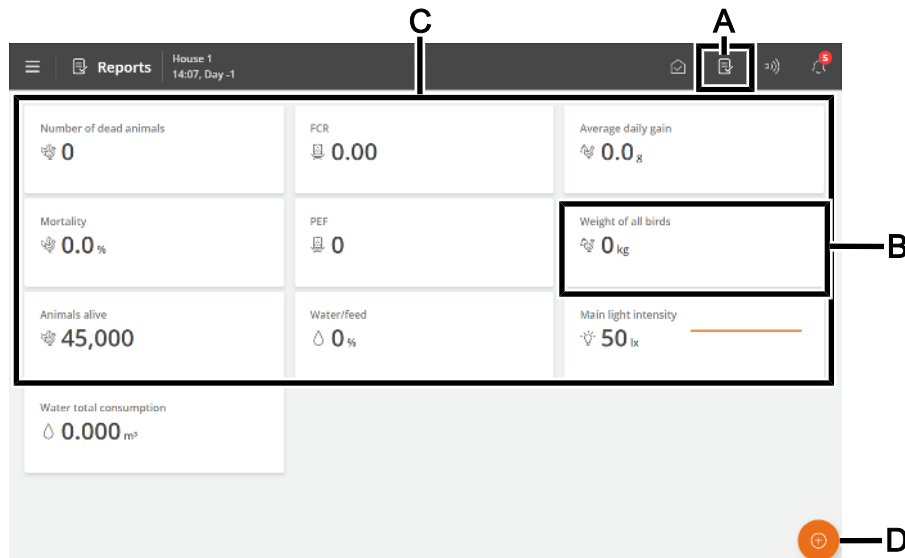 C
A
Reports
House 1
14:07, Day -1
5
Number of dead animals
0
FCR
0.00
Average daily gain
0.0 g
Mortality
0.0 %
PEF
0
Weight of all birds
0 kg
B
Animals alive
45,000
Water/feed
0 %
Main light intensity
50 lx
Water total consumption
0.000 m³
D